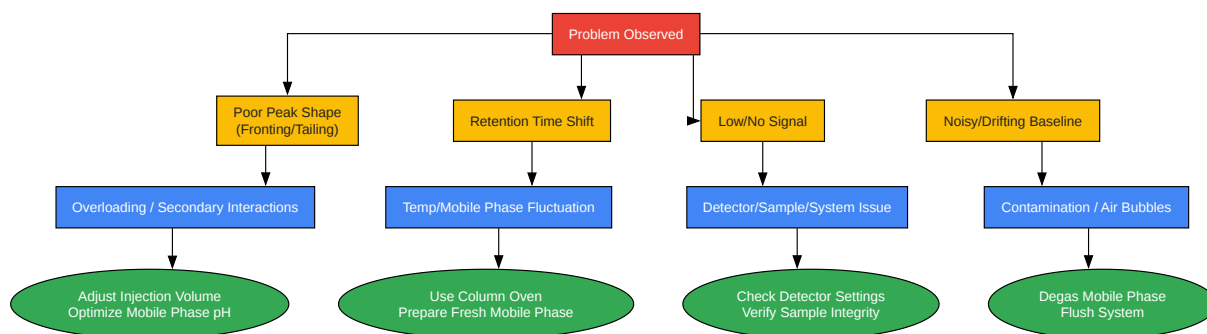 Problem Observed
Poor Peak Shape
(Fronting/Tailing)
Retention Time Shift
Low/No Signal
Noisy/Drifting Baseline
Overloading / Secondary Interactions
Temp/Mobile Phase Fluctuation
Detector/Sample/System Issue
Contamination / Air Bubbles
Adjust Injection Volume
Optimize Mobile Phase pH
Use Column Oven
Prepare Fresh Mobile Phase
Check Detector Settings
Verify Sample Integrity
Degas Mobile Phase
Flush System